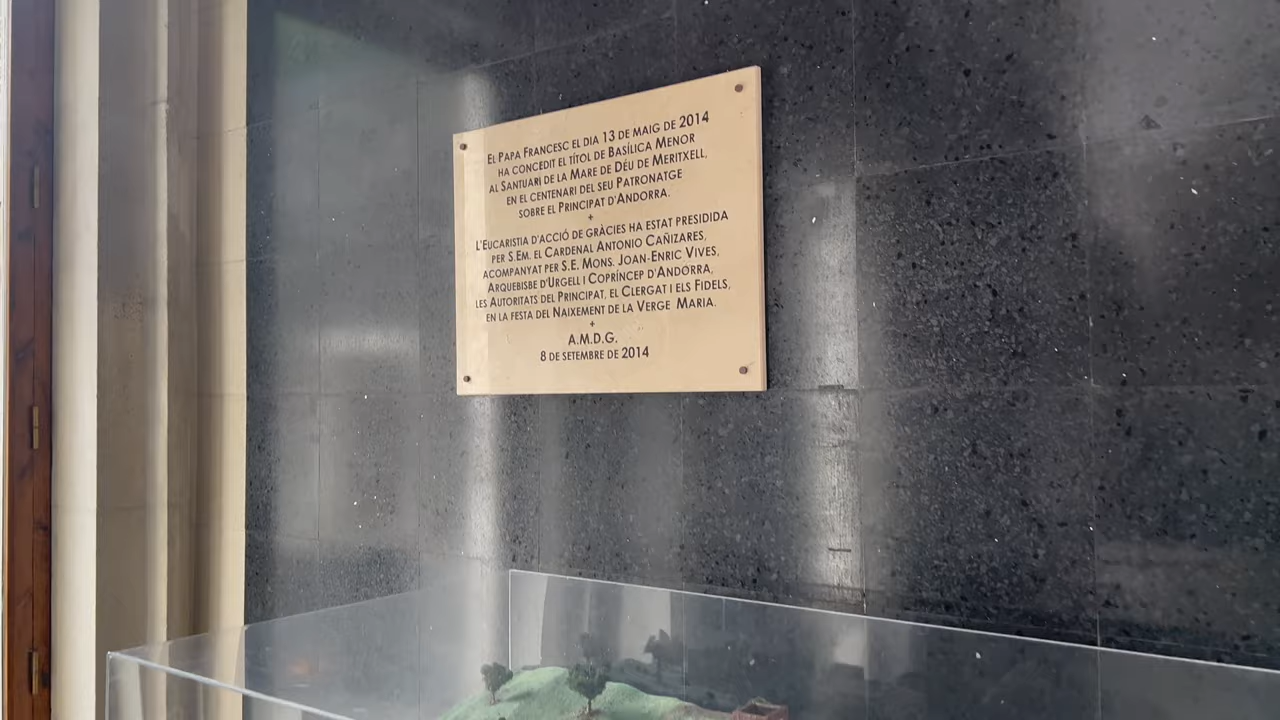 El Papa Francesc el dia 13 de maig de 2014
ha concedit el títol de Basílica Menor
al Santuari de la Mare de Déu de Meritxell,
en el centenari del seu Patronatge
sobre el Principat d'Andorra.
+
L'Eucaristia d'acció de gràcies ha estat presidida
per S.Em. el Cardenal Antonio Cañizares,
acompanyat per S.E. Mons. Joan-Enric Vives,
Arquebisbe d'Urgell i Copríncep d'Andorra,
les Autoritats del Principat, el Clergat i els Fidels,
en la festa del Naixement de la Verge Maria.
+
A.M.D.G.
8 de setembre de 2014